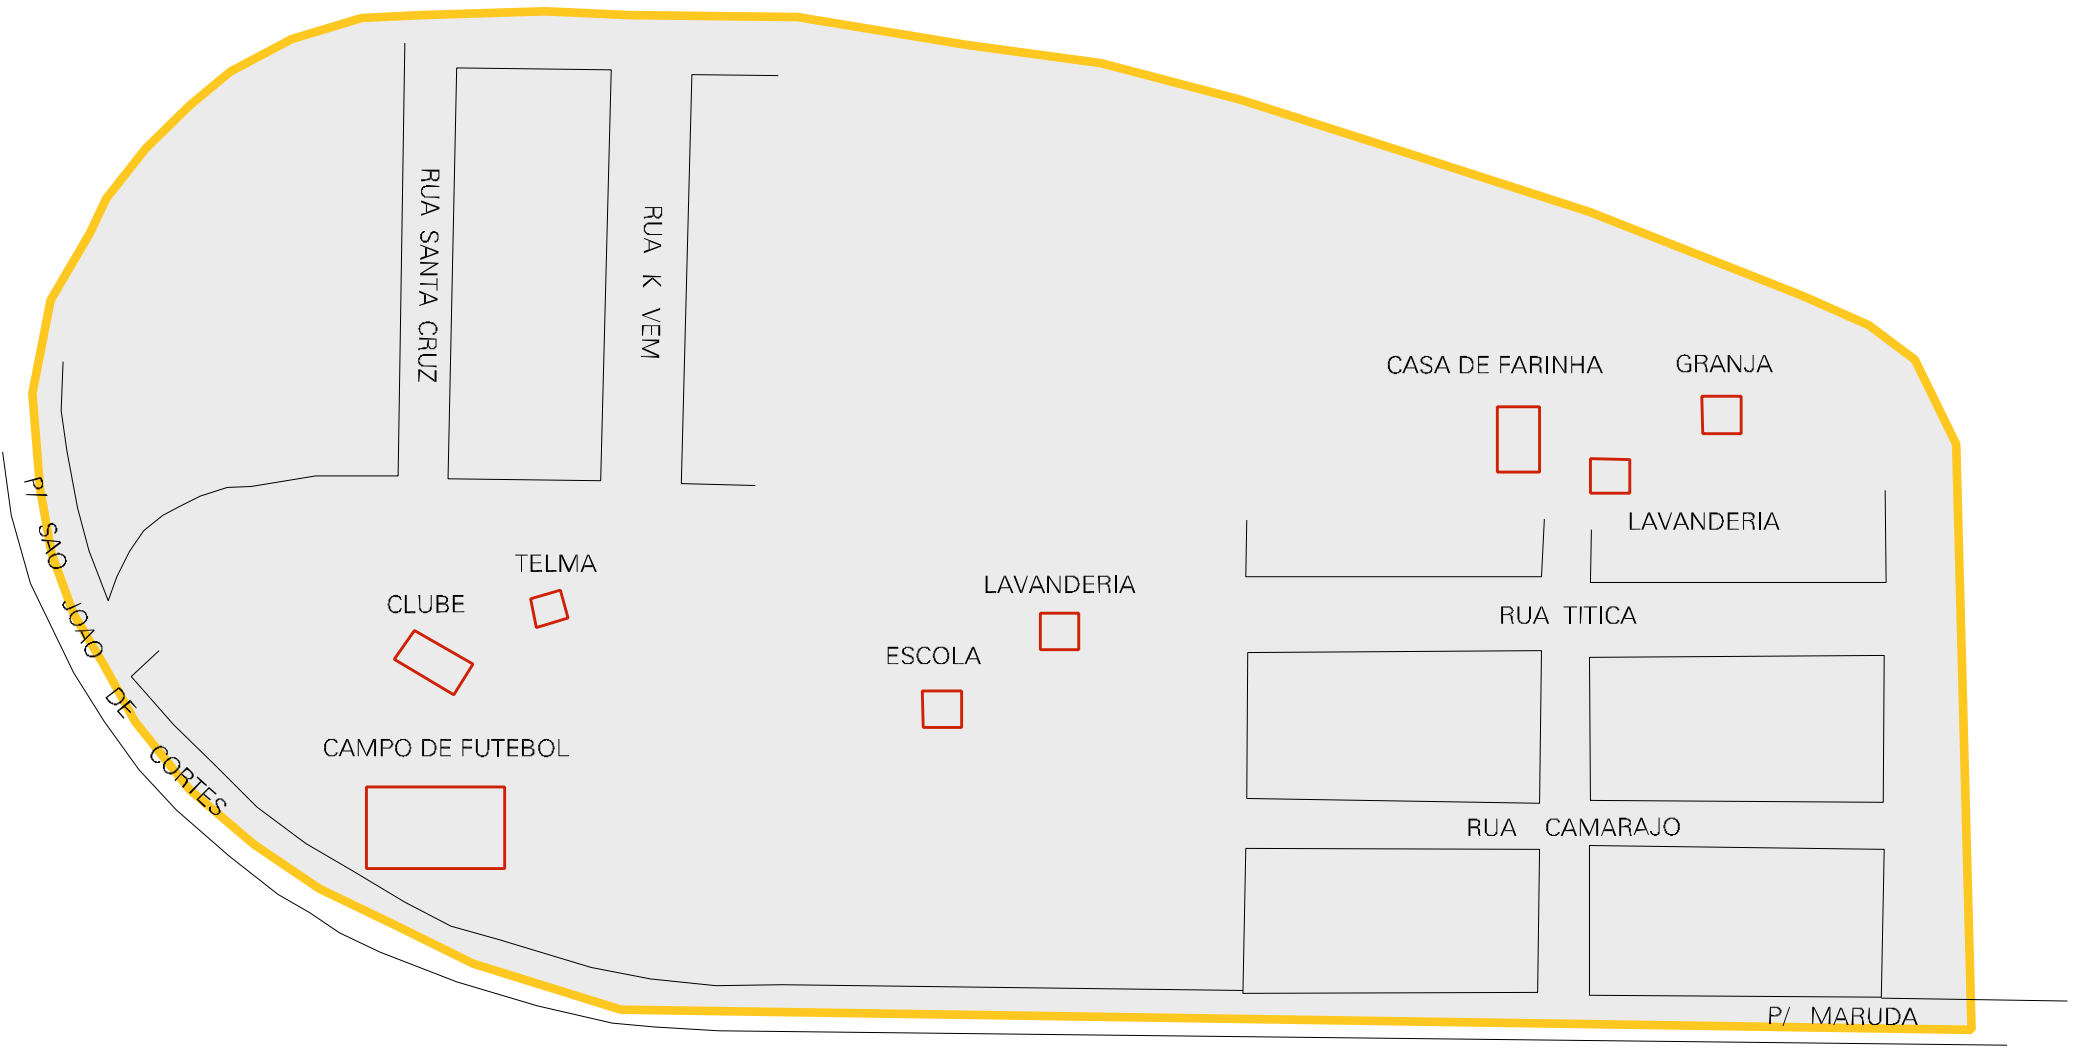 RUA SANTA CRUZ
RUA K VEM
CASA DE FARINHA
GRANJA
LAVANDERIA
P/ SAO JOAO DE CORTES
TELMA
CLUBE
LAVANDERIA
RUA TITICA
ESCOLA
CAMPO DE FUTEBOL
RUA CAMARAJO
P/ MARUDA